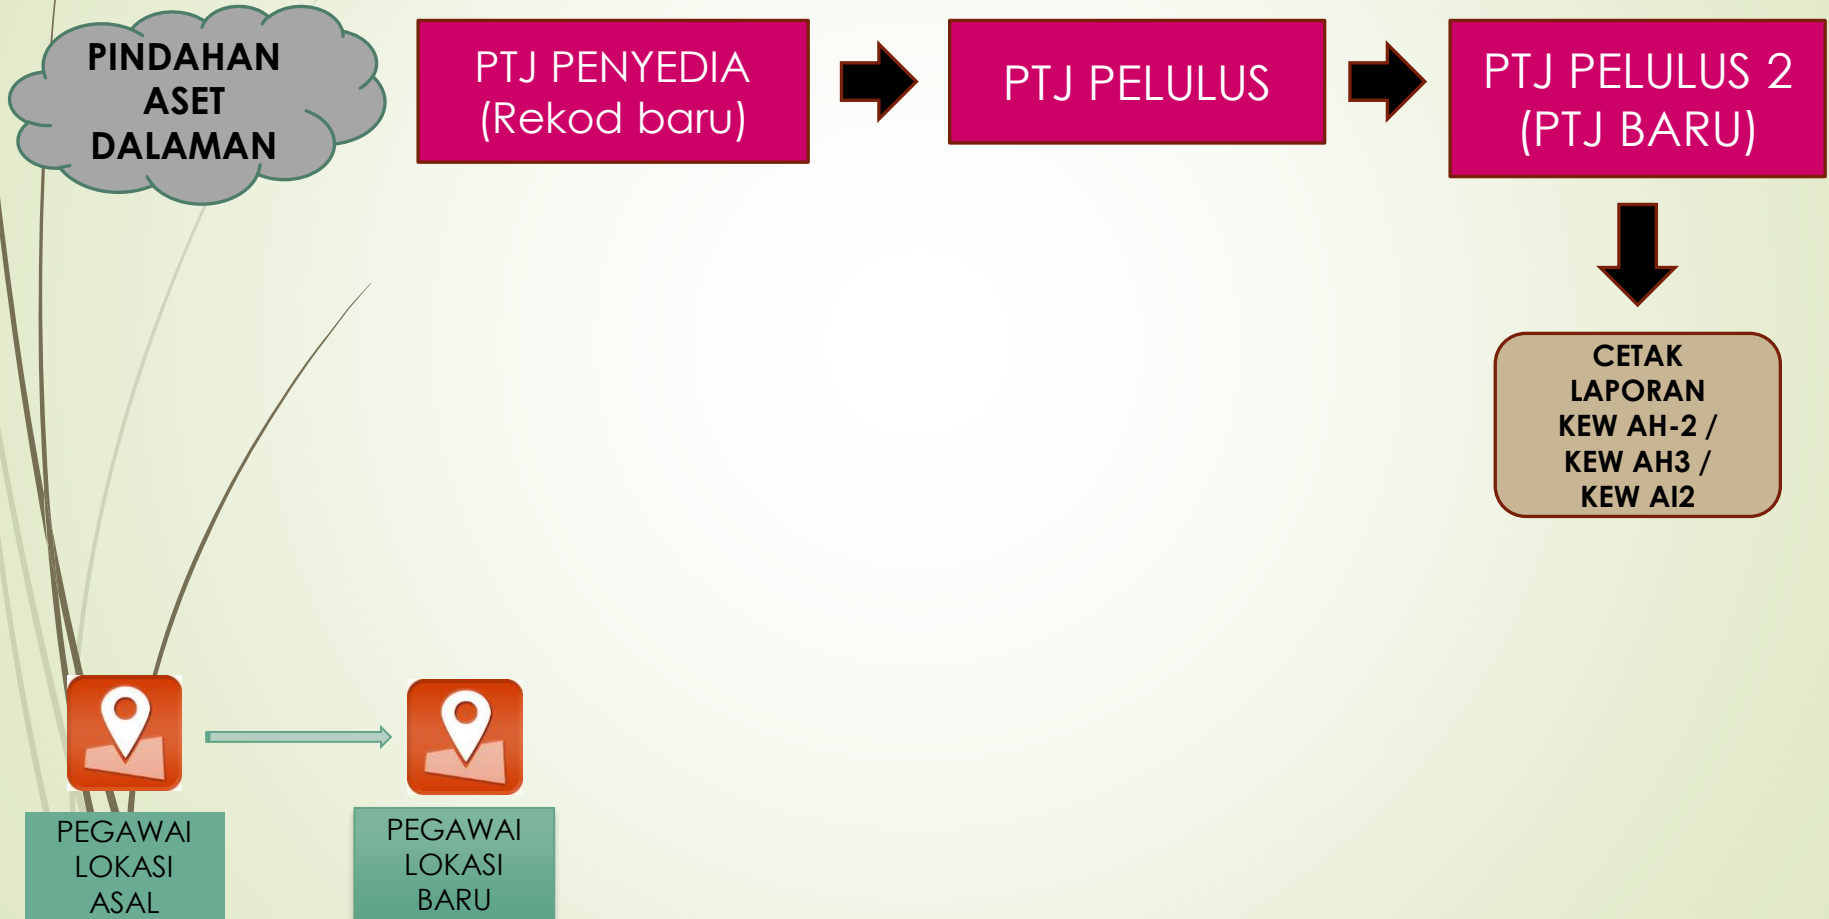 PINDAHAN
ASET
DALAMAN
PTJ PENYEDIA
(Rekod baru)
PTJ PELULUS
PTJ PELULUS 2
(PTJ BARU)
CETAK
LAPORAN
KEW AH-2 /
KEW AH3 /
KEW AI2
PEGAWAI
LOKASI
ASAL
PEGAWAI
LOKASI
BARU